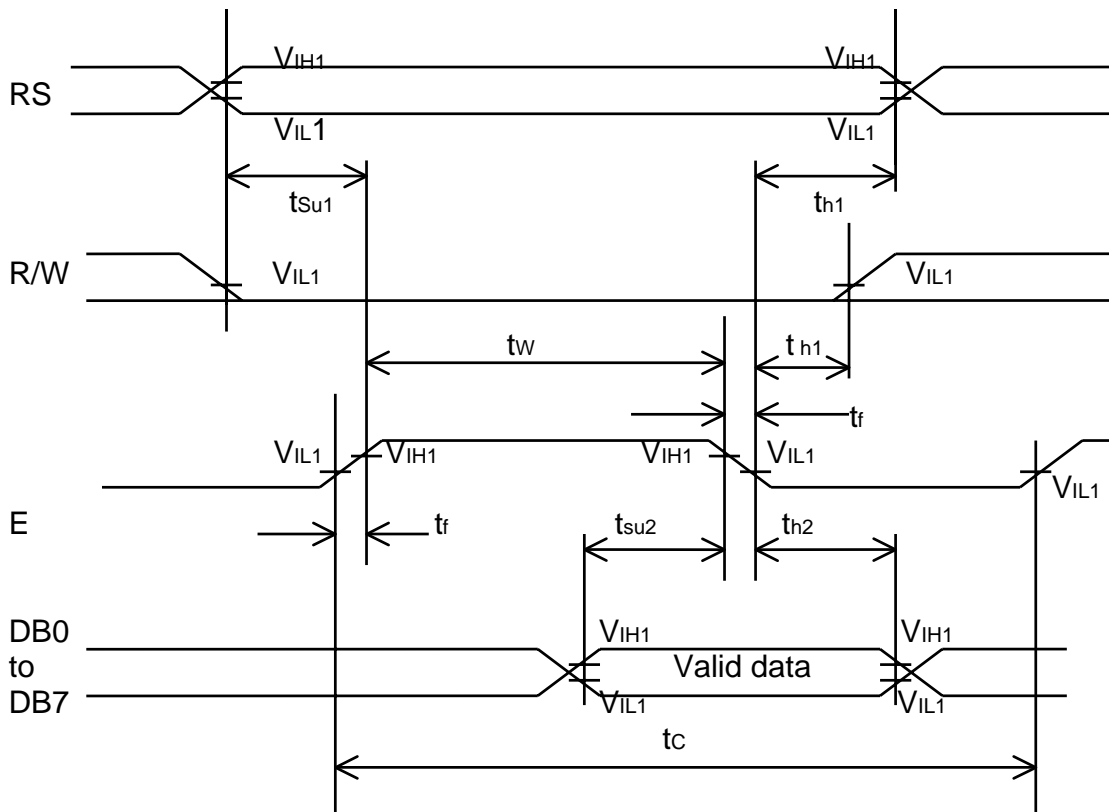 VIH1 VIH1
RS
VIL1 VIL1
tSu1 th1
R/W VIL1 VIL1
tW th1
tf
VIL1 VIH1 VIH1 VIL1
VIL1
E tf tsu2 th2
DB0 VIH1 VIH1
to Valid data
DB7 VIL1 VIL1
tC